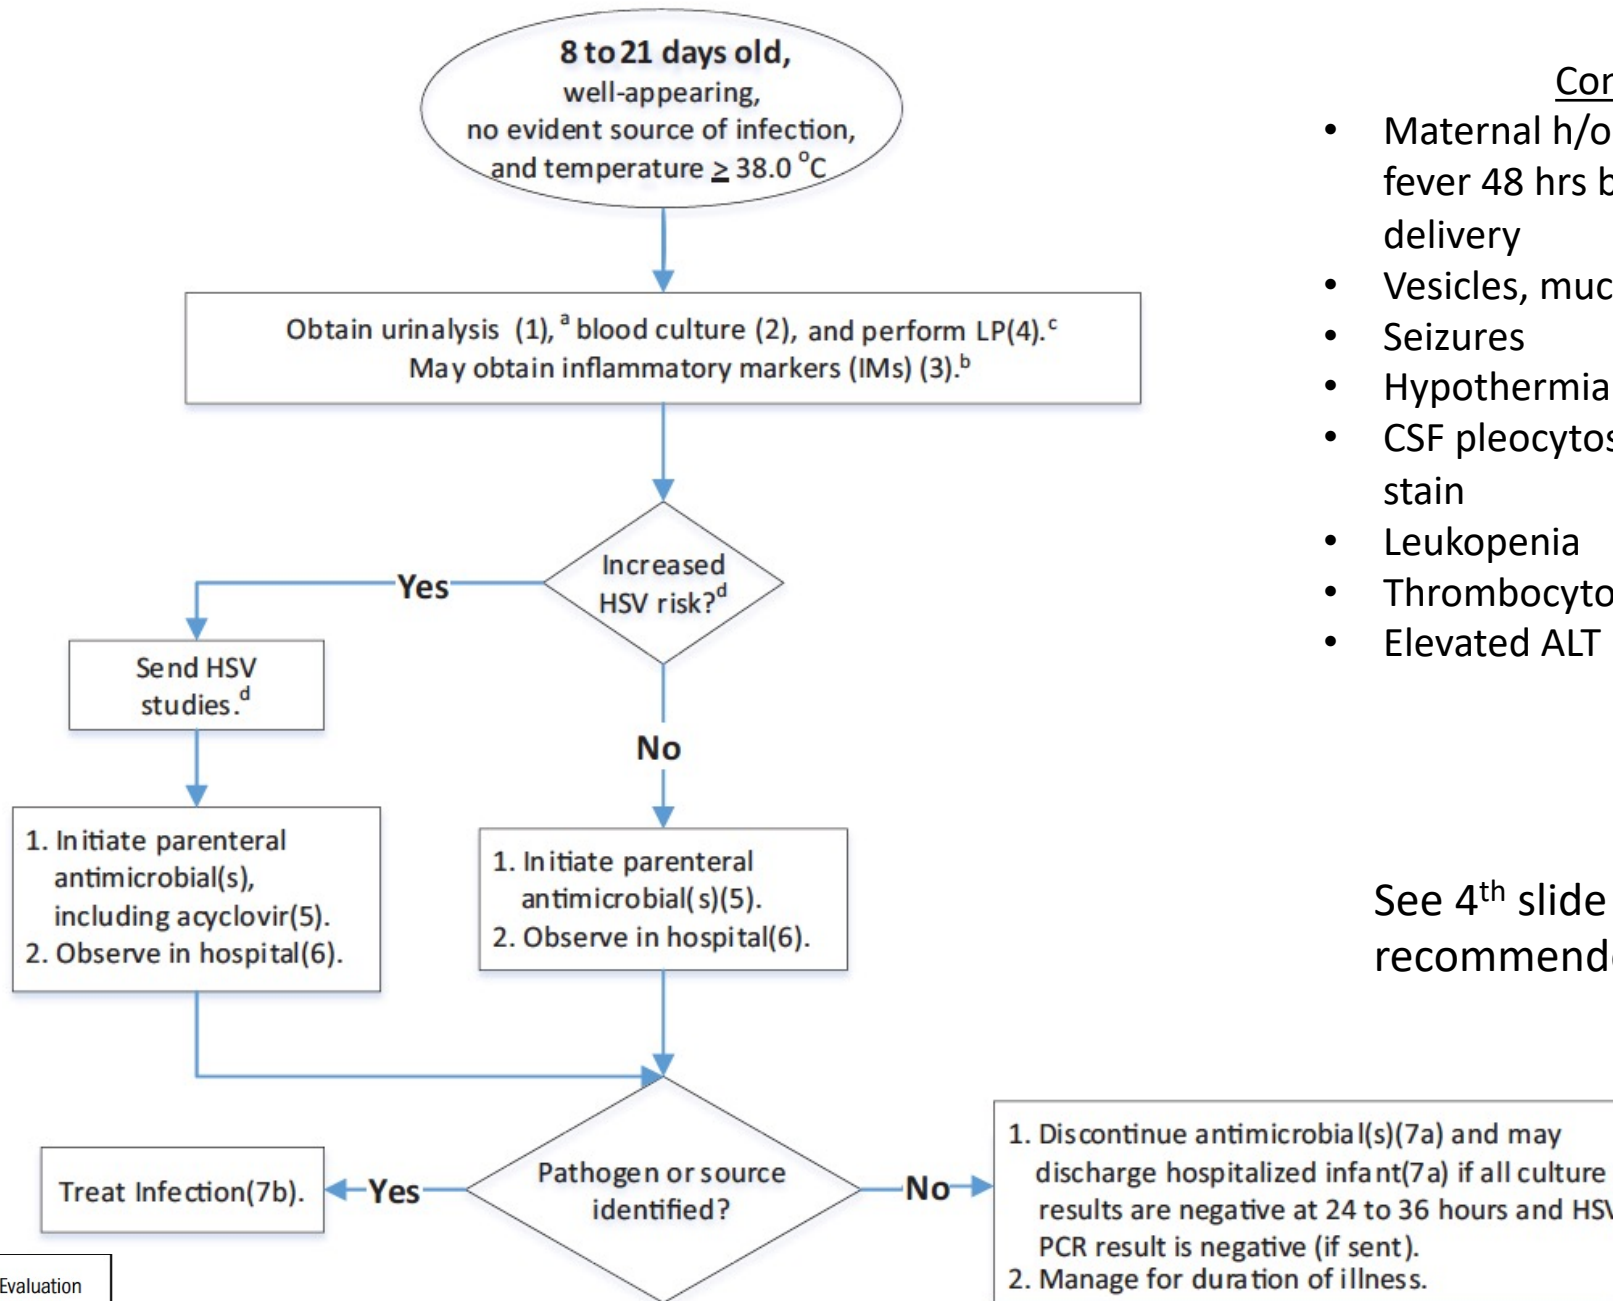 8 to 21 days old,
well-appearing,
no evident source of infection,
and temperature ≥ 38.0 °C
Obtain urinalysis (1),ᵃ blood culture (2), and perform LP(4).ᶜ
May obtain inflammatory markers (IMs) (3).ᵇ
Increased
HSV risk?ᵈ
Yes
No
Send HSV
studies.ᵈ
1. Initiate parenteral
antimicrobial(s),
including acyclovir(5).
2. Observe in hospital(6).
1. Initiate parenteral
antimicrobial(s)(5).
2. Observe in hospital(6).
Pathogen or source
identified?
Yes
Treat Infection(7b).
No
1. Discontinue antimicrobial(s)(7a) and may
discharge hospitalized infant(7a) if all culture
results are negative at 24 to 36 hours and HSV
PCR result is negative (if sent).
2. Manage for duration of illness.
Evaluation
• Maternal h/o
fever 48 hrs
delivery
• Vesicles,
• Seizures
• Hypothermia
• CSF
stain
• Leukopenia
•
• Elevated ALT
See 4ᵗʰ slide